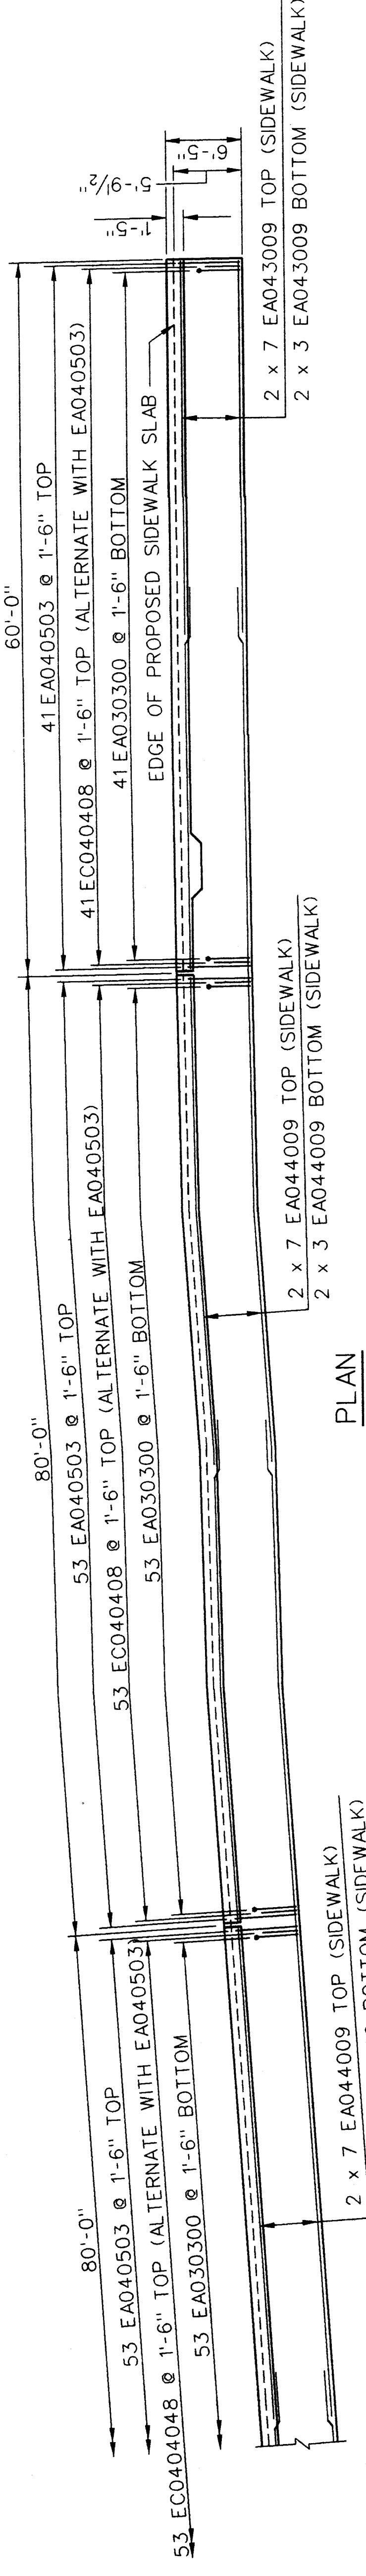 60'-0"
41 EA040503 @ 1'-6" TOP
41 EC040408 @ 1'-6" TOP (ALTERNATE WITH EA040503)
41 EA030300 @ 1'-6" BOTTOM
EDGE OF PROPOSED SIDEWALK SLAB
1'-5"
5'-9½"
6'-5"
2 x 7 EA043009 TOP (SIDEWALK)
2 x 3 EA043009 BOTTOM (SIDEWALK)
80'-0"
53 EA040503 @ 1'-6" TOP
53 EC040408 @ 1'-6" TOP (ALTERNATE WITH EA040503)
53 EA030300 @ 1'-6" BOTTOM
2 x 7 EA044009 TOP (SIDEWALK)
2 x 3 EA044009 BOTTOM (SIDEWALK)
80'-0"
53 EA040503 @ 1'-6" TOP
53 EC0404048 @ 1'-6" TOP (ALTERNATE WITH EA040503)
53 EA030300 @ 1'-6" BOTTOM
2 x 7 EA044009 TOP (SIDEWALK)
BOTTOM (SIDEWALK)
PLAN